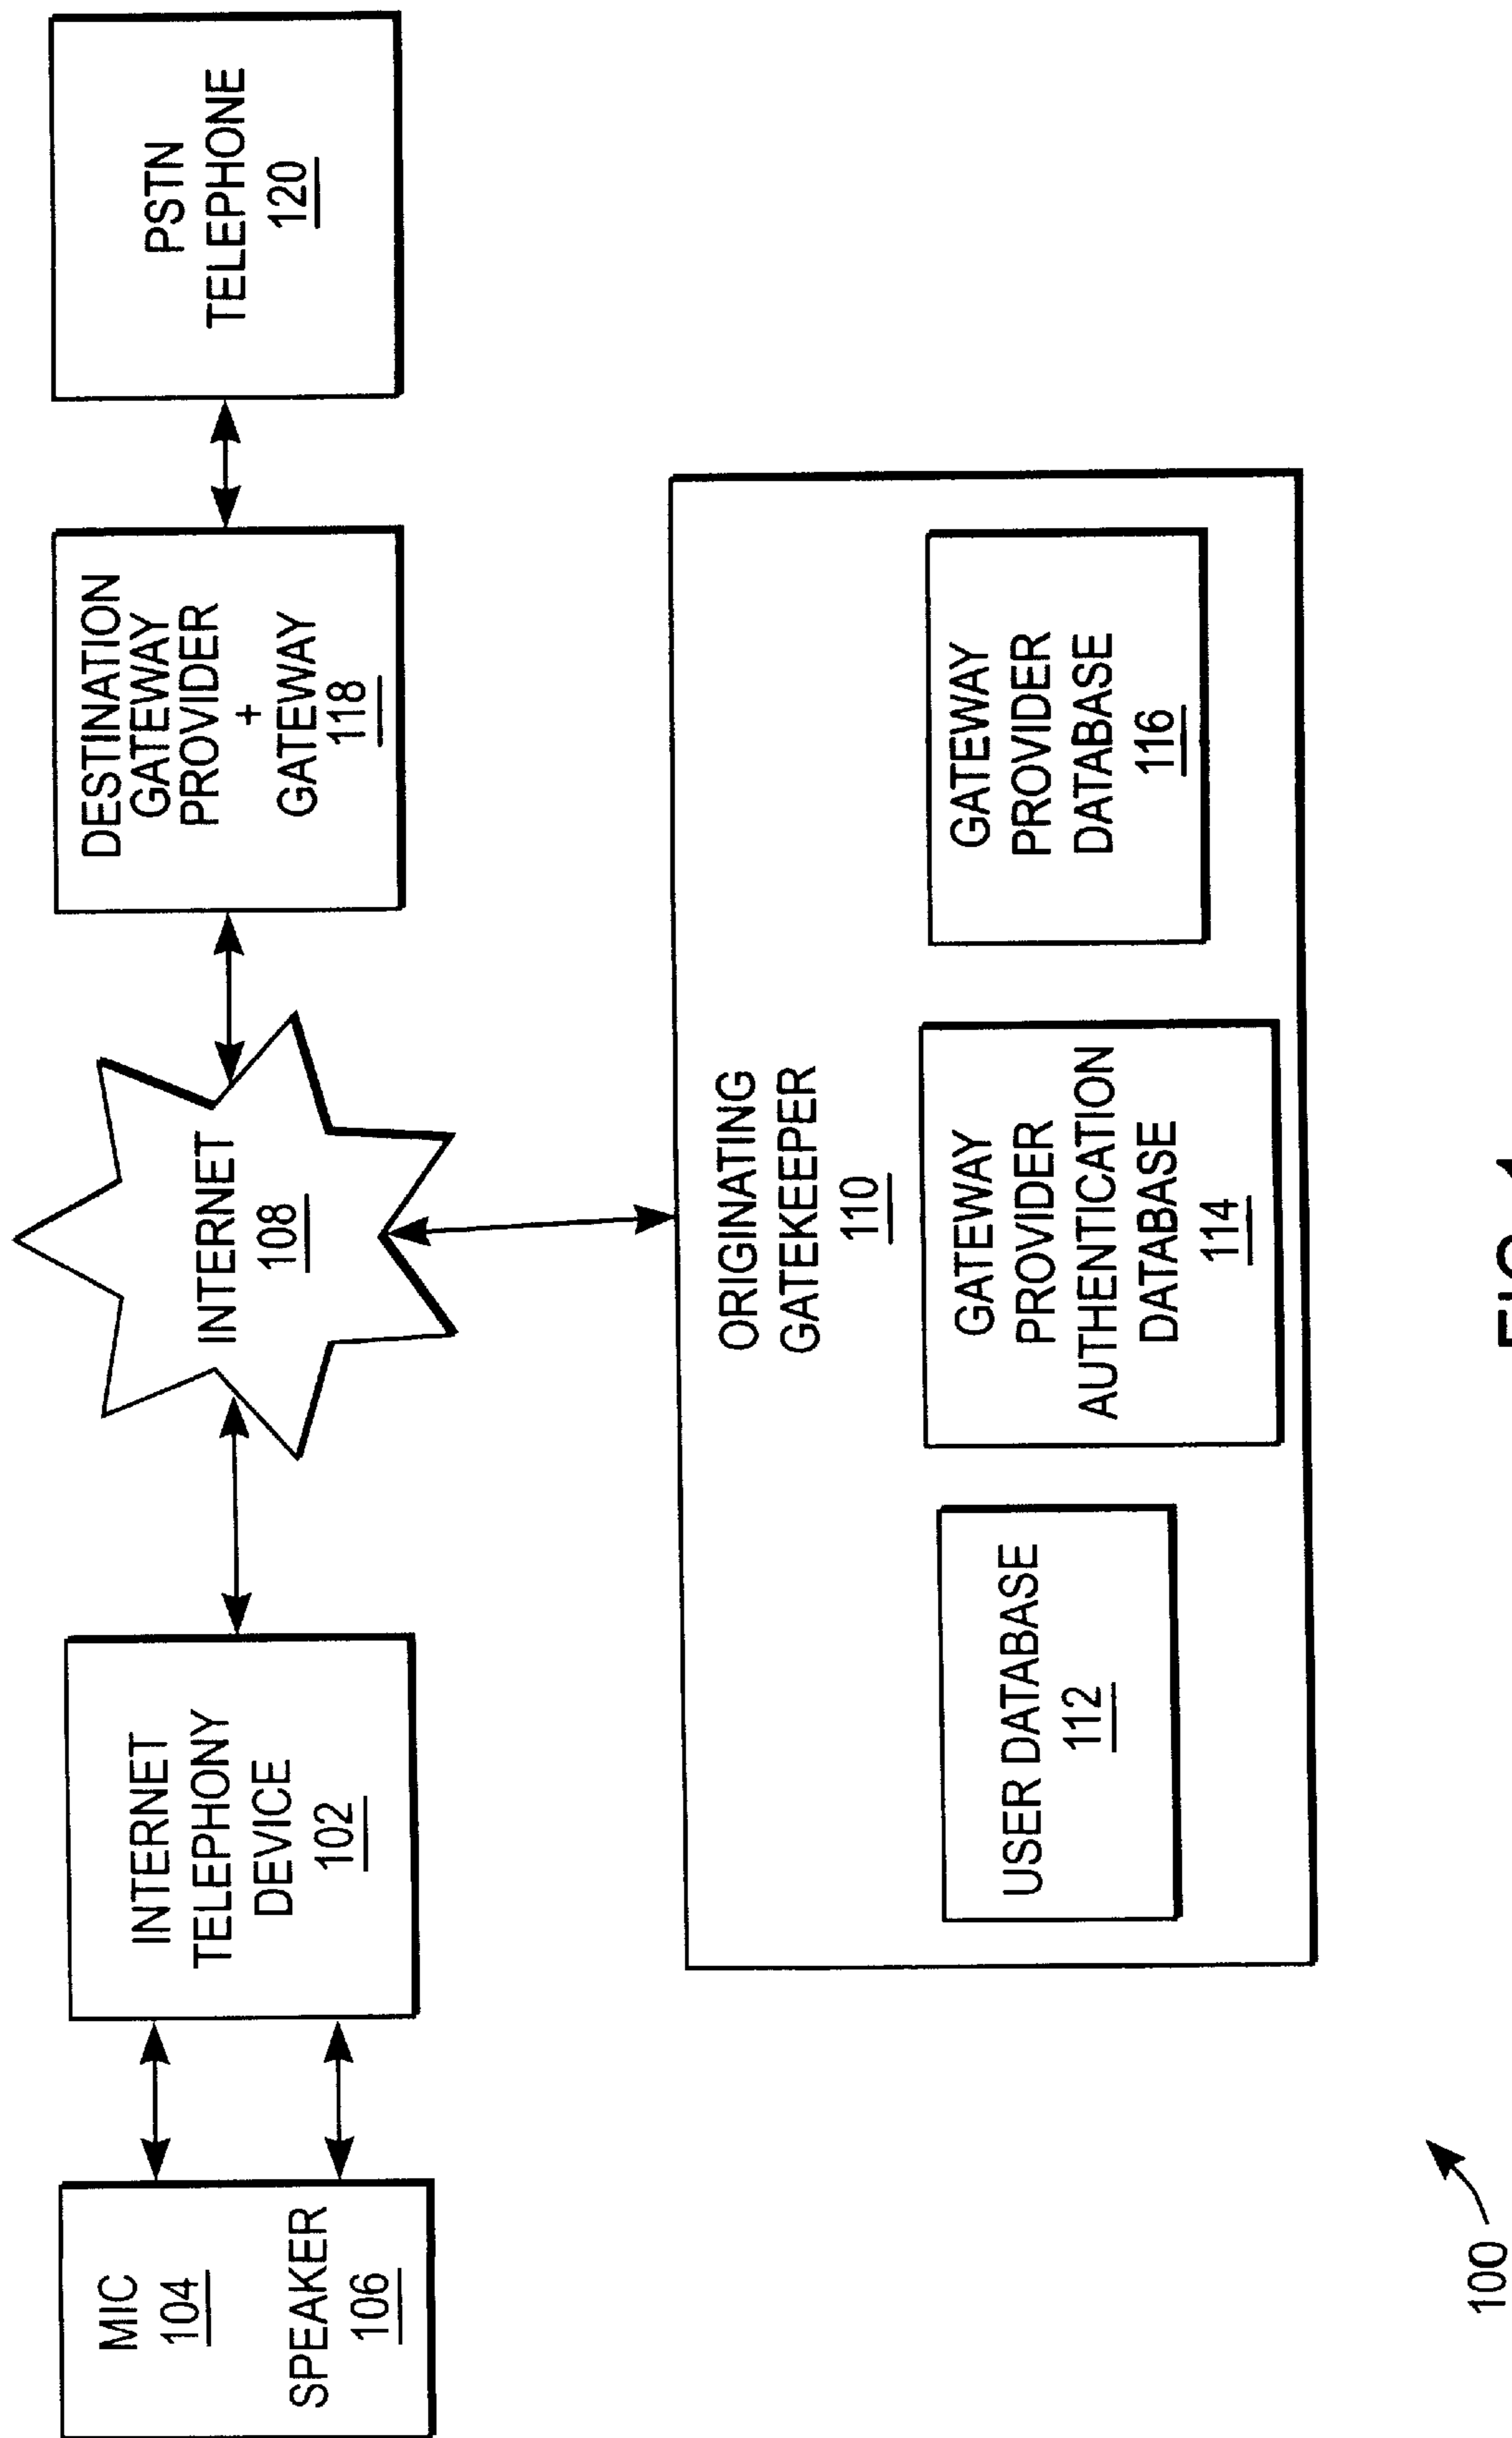 MIC
104
SPEAKER
106
INTERNET
TELEPHONY
DEVICE
102
INTERNET
108
DESTINATION
GATEWAY
PROVIDER
+
GATEWAY
118
PSTN
TELEPHONE
120
ORIGINATING
GATEKEEPER
110
USER DATABASE
112
GATEWAY
PROVIDER
AUTHENTICATION
DATABASE
114
GATEWAY
PROVIDER
DATABASE
116
100